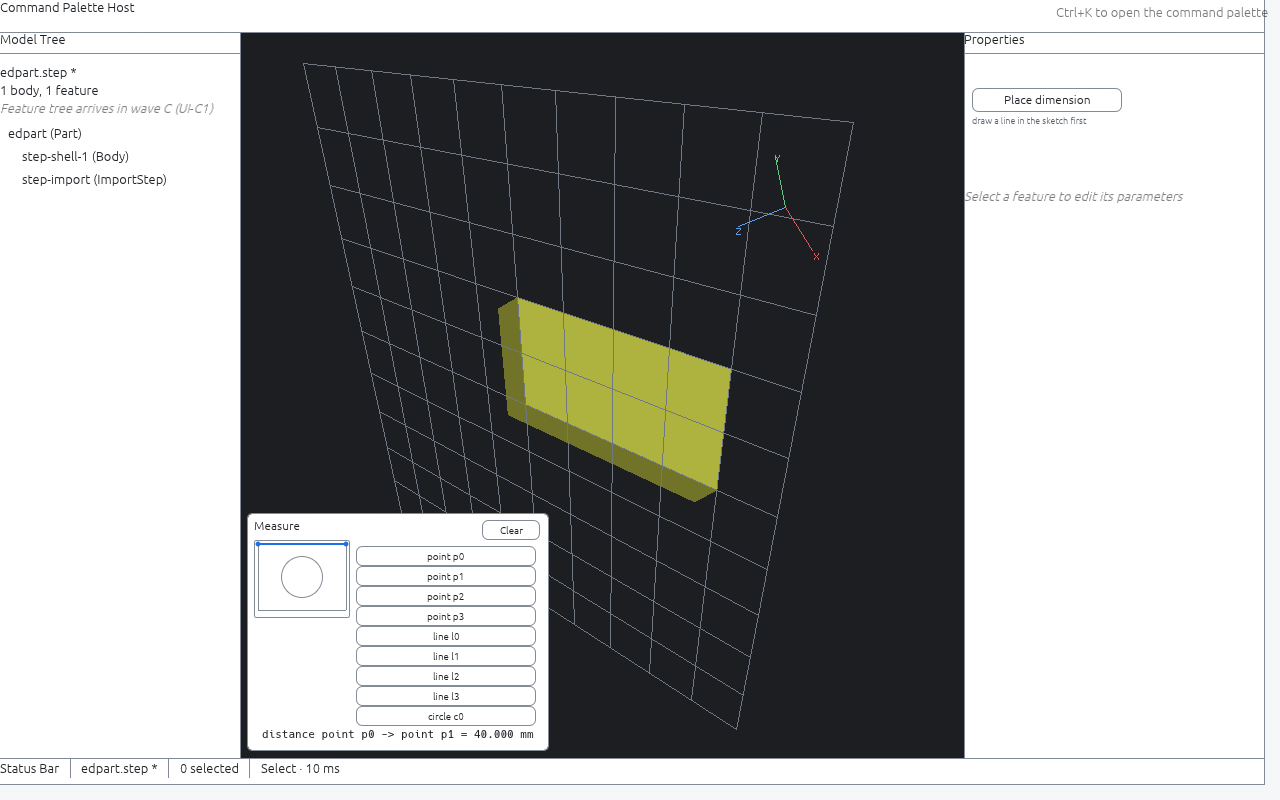 Command Palette Host
Ctrl+K to open the command palette
Model Tree
Properties
edpart.step *
1 body, 1 feature
Feature tree arrives in wave C (UI-C1)
edpart (Part)
step-shell-1 (Body)
step-import (ImportStep)
Place dimension
draw a line in the sketch first
Select a feature to edit its parameters
Y
Z
X
Measure
Clear
point p0
point p1
point p2
point p3
line l0
line l1
line l2
line l3
circle c0
distance point p0 -> point p1 = 40.000 mm
Status Bar
edpart.step *
0 selected
Select · 10 ms